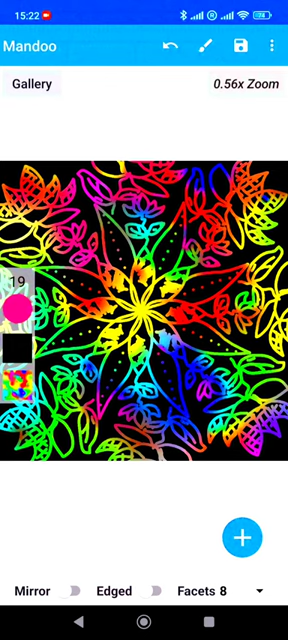 15:22
Mandoo
Gallery
0.56x Zoom
19
Mirror
Edged
Facets 8